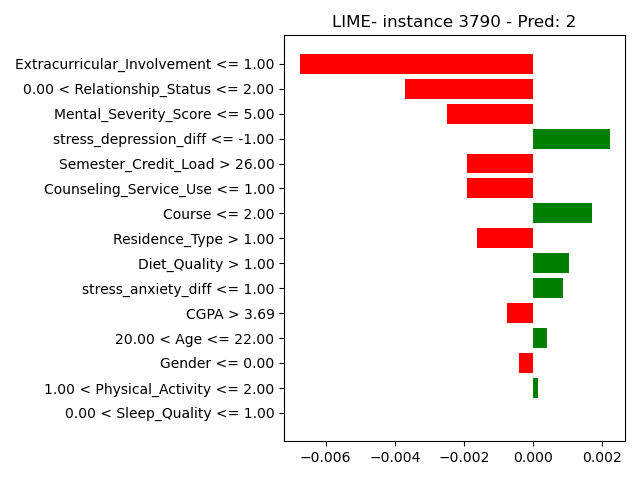 LIME- instance 3790 - Pred: 2
Extracurricular_Involvement <= 1.00
0.00 < Relationship_Status <= 2.00
Mental_Severity_Score <= 5.00
stress_depression_diff <= -1.00
Semester_Credit_Load > 26.00
Counseling_Service_Use <= 1.00
Course <= 2.00
Residence_Type > 1.00
Diet_Quality > 1.00
stress_anxiety_diff <= 1.00
CGPA > 3.69
20.00 < Age <= 22.00
Gender <= 0.00
1.00 < Physical_Activity <= 2.00
0.00 < Sleep_Quality <= 1.00
−0.006 −0.004 −0.002 0.000 0.002